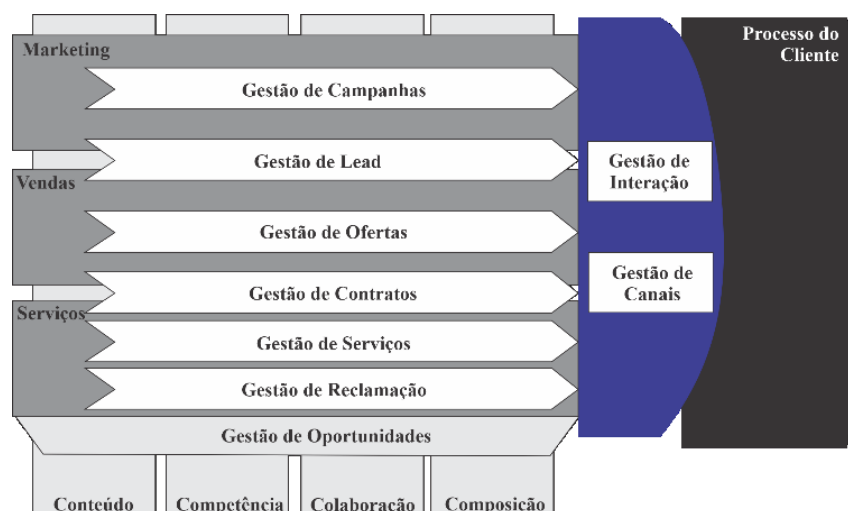 Marketing
Processo do
Cliente
Gestão de Campanhas
Gestão de Lead
Gestão de
Interação
Vendas
Gestão de Ofertas
Gestão de
Canais
Gestão de Contratos
Serviços
Gestão de Serviços
Gestão de Reclamação
Gestão de Oportunidades
Conteúdo
Competência
Colaboração
Composição